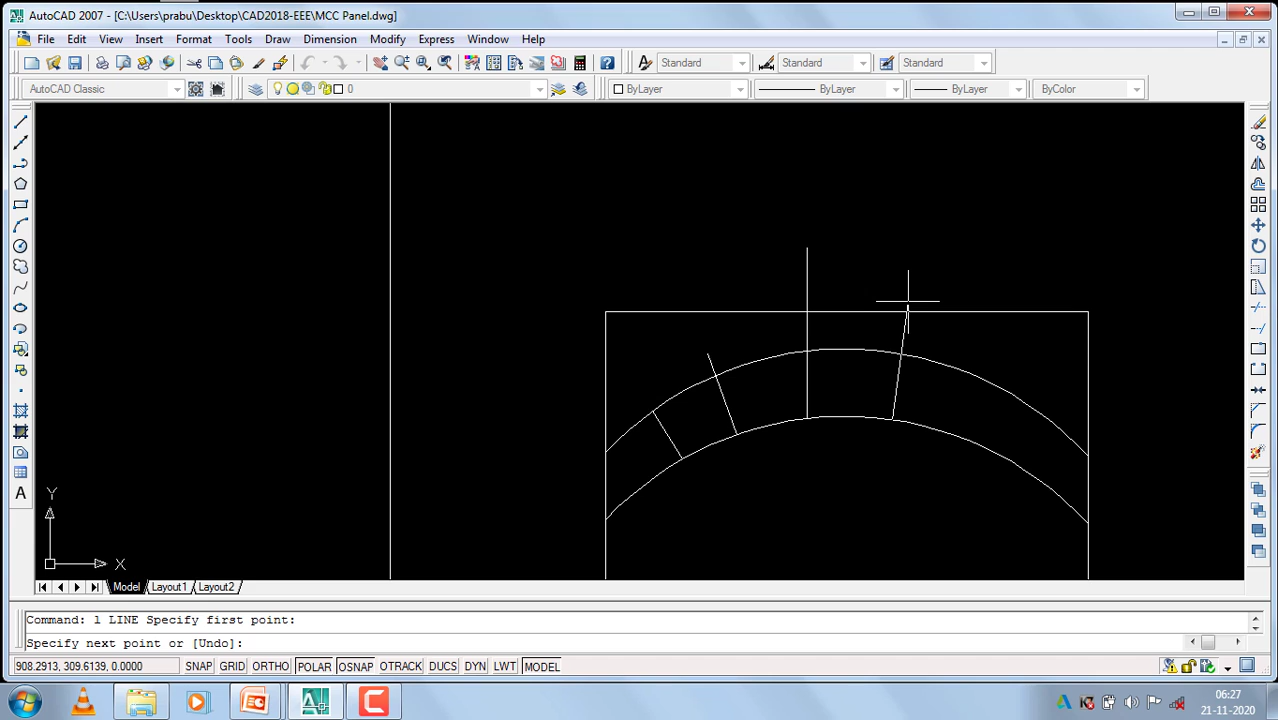 AutoCAD 2007 - [C:\Users\prabu\Desktop\CAD2018-EEE\MCC Panel.dwg]
File Edit View Insert Format Tools Draw Dimension Modify Express Window Help
Standard Standard Standard
AutoCAD Classic 0 ByLayer ByLayer ByLayer ByColor
A
Y
X
Model Layout1 Layout2
Command: l LINE Specify first point:
Specify next point or [Undo]:
908.2913, 309.6139, 0.0000 SNAP GRID ORTHO POLAR OSNAP OTRACK DUCS DYN LWT MODEL
06:27
21-11-2020